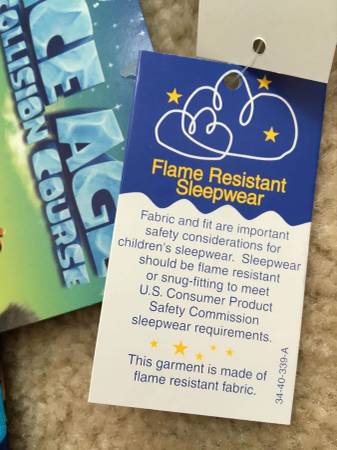 ICE AGE
COLLISION COURSE
Flame Resistant
Sleepwear
Fabric and fit are important
safety considerations for
children's sleepwear. Sleepwear
should be flame resistant
or snug-fitting to meet
U.S. Consumer Product
Safety Commission
sleepwear requirements.
This garment is made of
flame resistant fabric.
34-40-339-A